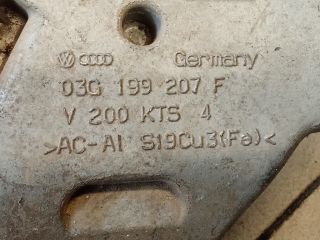 Germany
03G 199 207 F
V 200 KTS 4
>AC-Al Si9Cu3(Fe)<